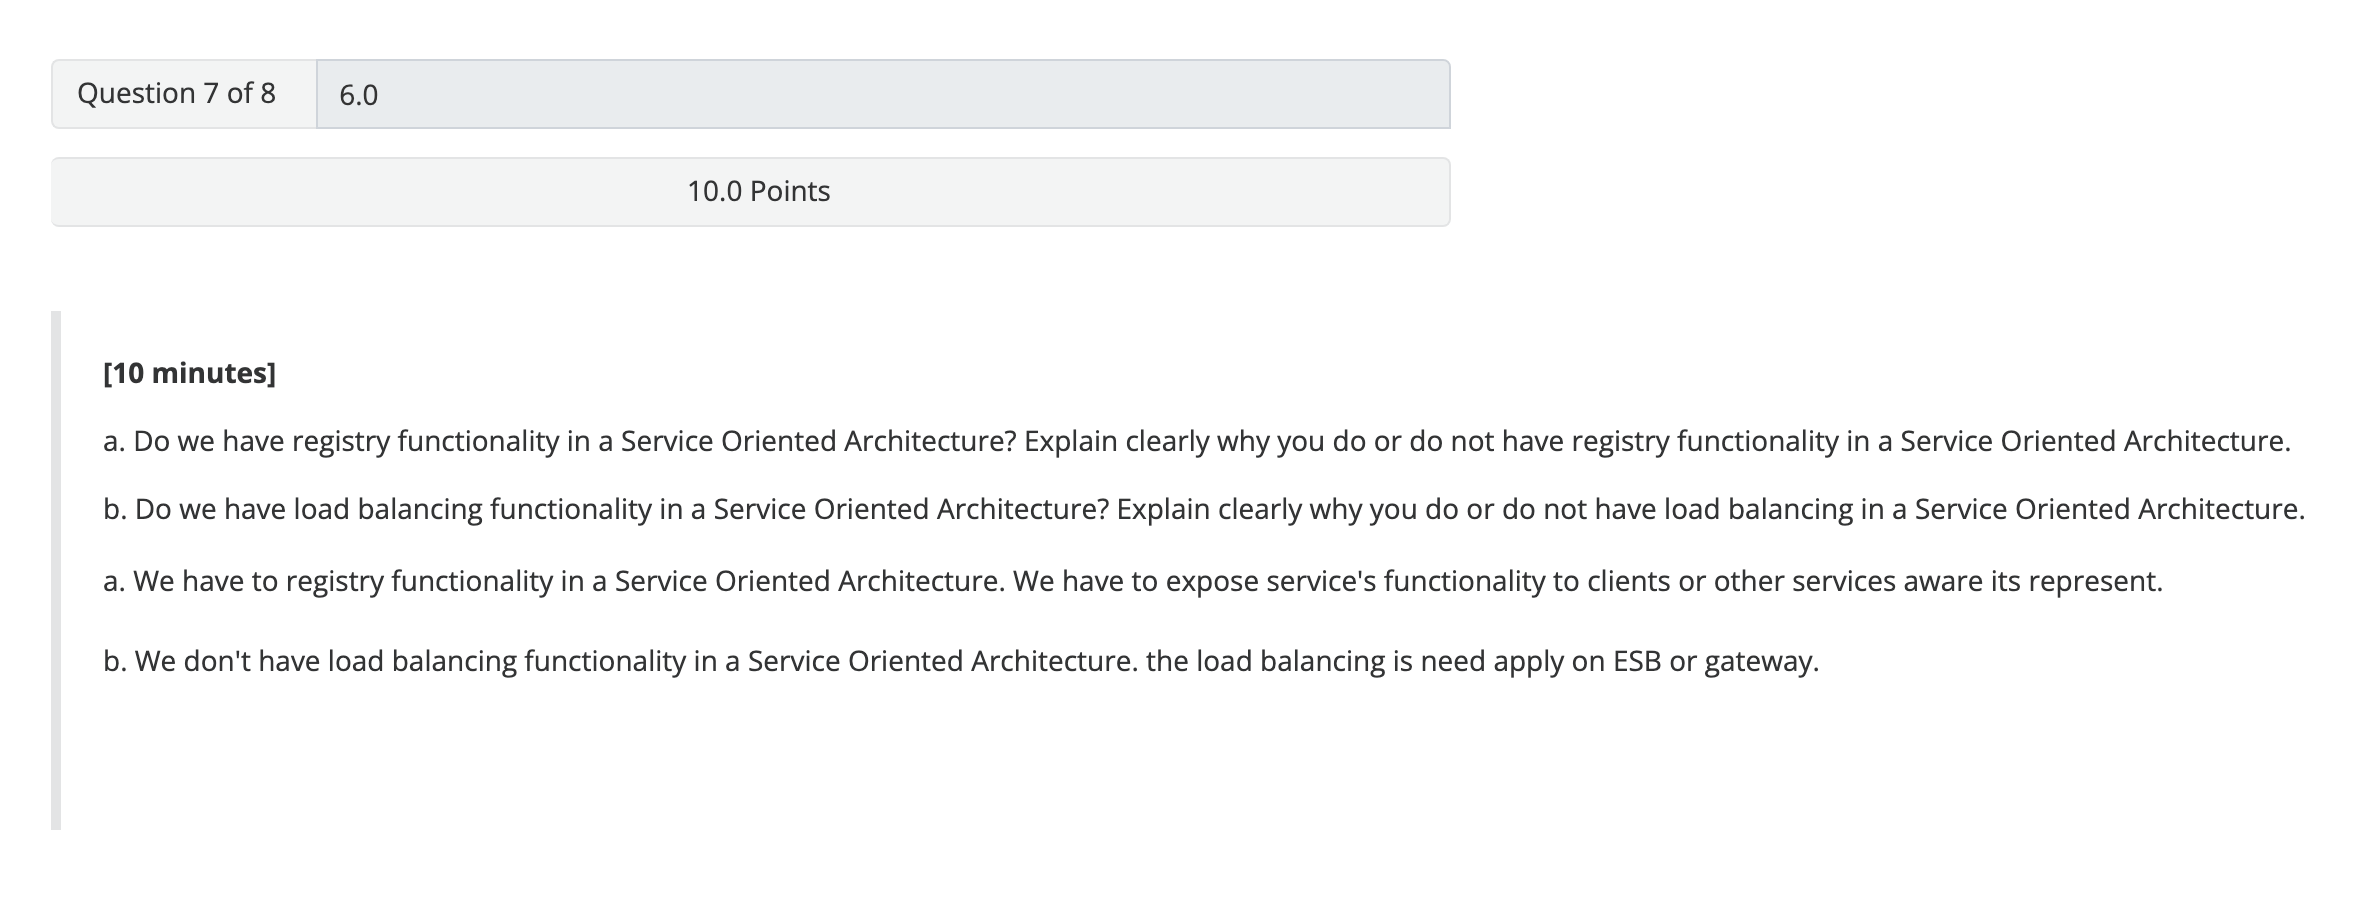 Question 7 of 8
6.0
10.0 Points
[10 minutes]
a. Do we have registry functionality in a Service Oriented Architecture? Explain clearly why you do or do not have registry functionality in a Service Oriented Architecture.
b. Do we have load balancing functionality in a Service Oriented Architecture? Explain clearly why you do or do not have load balancing in a Service Oriented Architecture.
a. We have to registry functionality in a Service Oriented Architecture. We have to expose service's functionality to clients or other services aware its represent.
b. We don't have load balancing functionality in a Service Oriented Architecture. the load balancing is need apply on ESB or gateway.